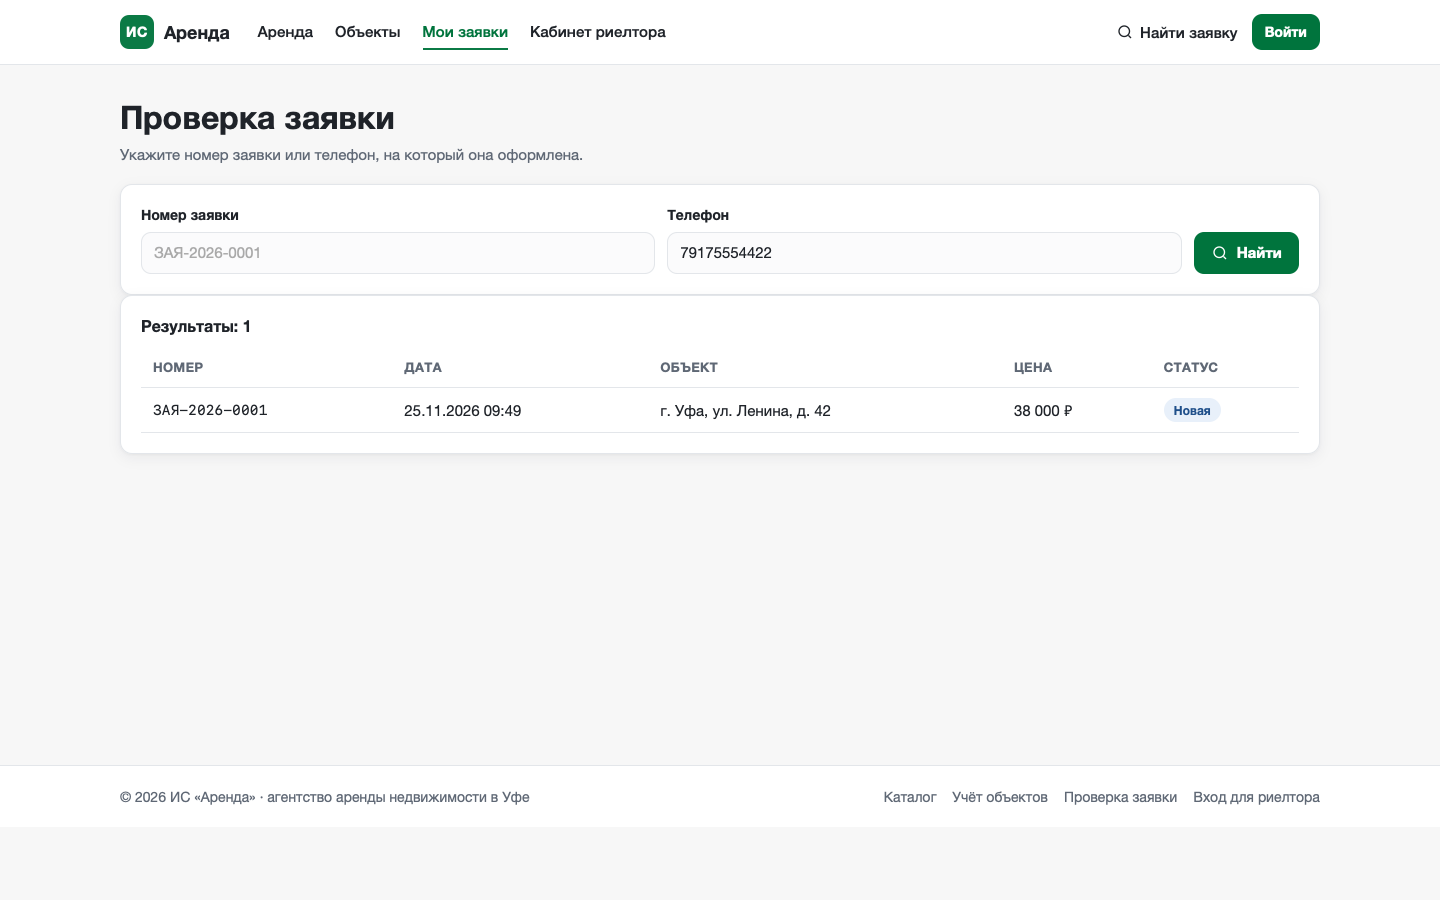 ИС Аренда Аренда Объекты Мои заявки Кабинет риелтора Найти заявку Войти
Проверка заявки
Укажите номер заявки или телефон, на который она оформлена.
Номер заявки Телефон
ЗАЯ-2026-0001 79175554422 Найти
Результаты: 1
НОМЕР ДАТА ОБЪЕКТ ЦЕНА СТАТУС
ЗАЯ-2026-0001 25.11.2026 09:49 г. Уфа, ул. Ленина, д. 42 38 000 ₽ Новая
© 2026 ИС «Аренда» · агентство аренды недвижимости в Уфе Каталог Учёт объектов Проверка заявки Вход для риелтора